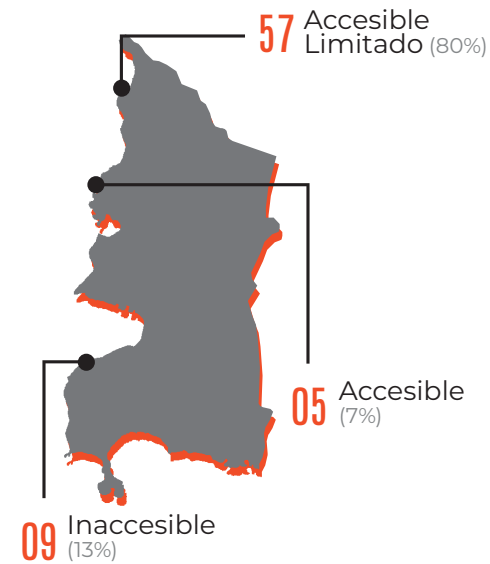 57 Accesible
Limitado (80%)
05 Accesible
(7%)
09 Inaccesible
(13%)